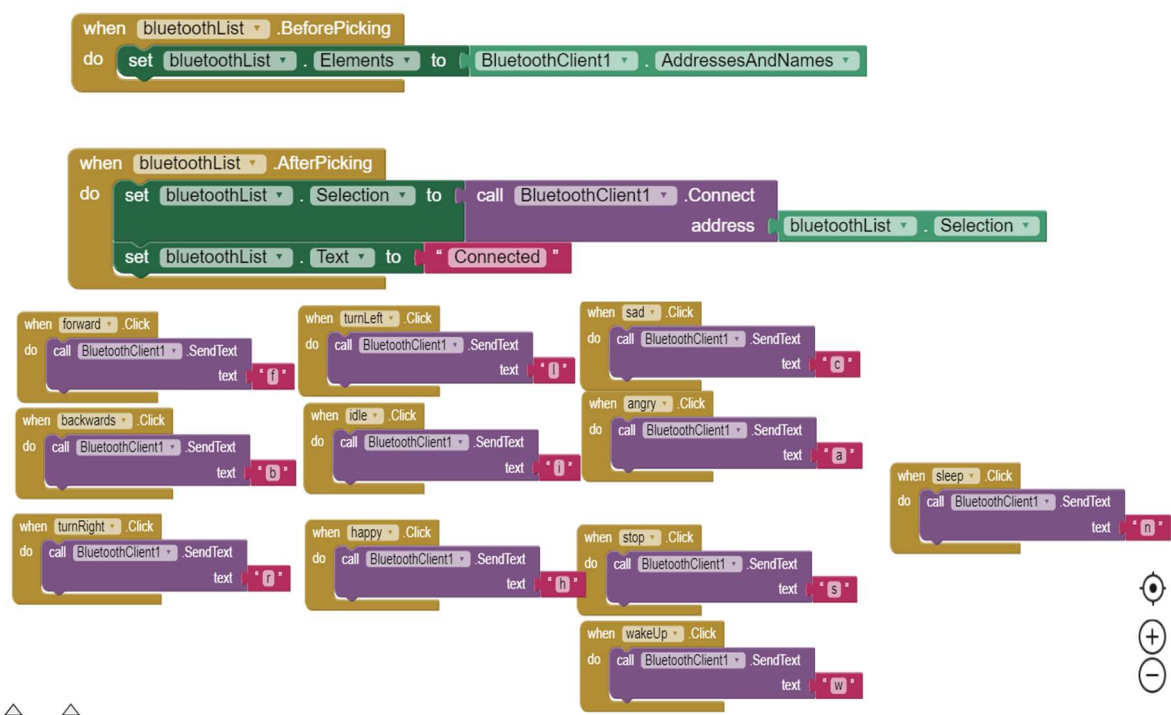 when bluetoothList .BeforePicking
do set bluetoothList . Elements to BluetoothClient1 . AddressesAndNames
when bluetoothList .AfterPicking
do set bluetoothList . Selection to call BluetoothClient1 .Connect
address bluetoothList . Selection
set bluetoothList . Text to " Connected "
when forward .Click
do call BluetoothClient1 .SendText
text " f "
when backwards .Click
do call BluetoothClient1 .SendText
text " b "
when turnRight .Click
do call BluetoothClient1 .SendText
text " r "
when turnLeft .Click
do call BluetoothClient1 .SendText
text " l "
when idle .Click
do call BluetoothClient1 .SendText
text " i "
when happy .Click
do call BluetoothClient1 .SendText
text " h "
when sad .Click
do call BluetoothClient1 .SendText
text " c "
when angry .Click
do call BluetoothClient1 .SendText
text " a "
when stop .Click
do call BluetoothClient1 .SendText
text " s "
when wakeUp .Click
do call BluetoothClient1 .SendText
text " w "
when sleep .Click
do call BluetoothClient1 .SendText
text " n "